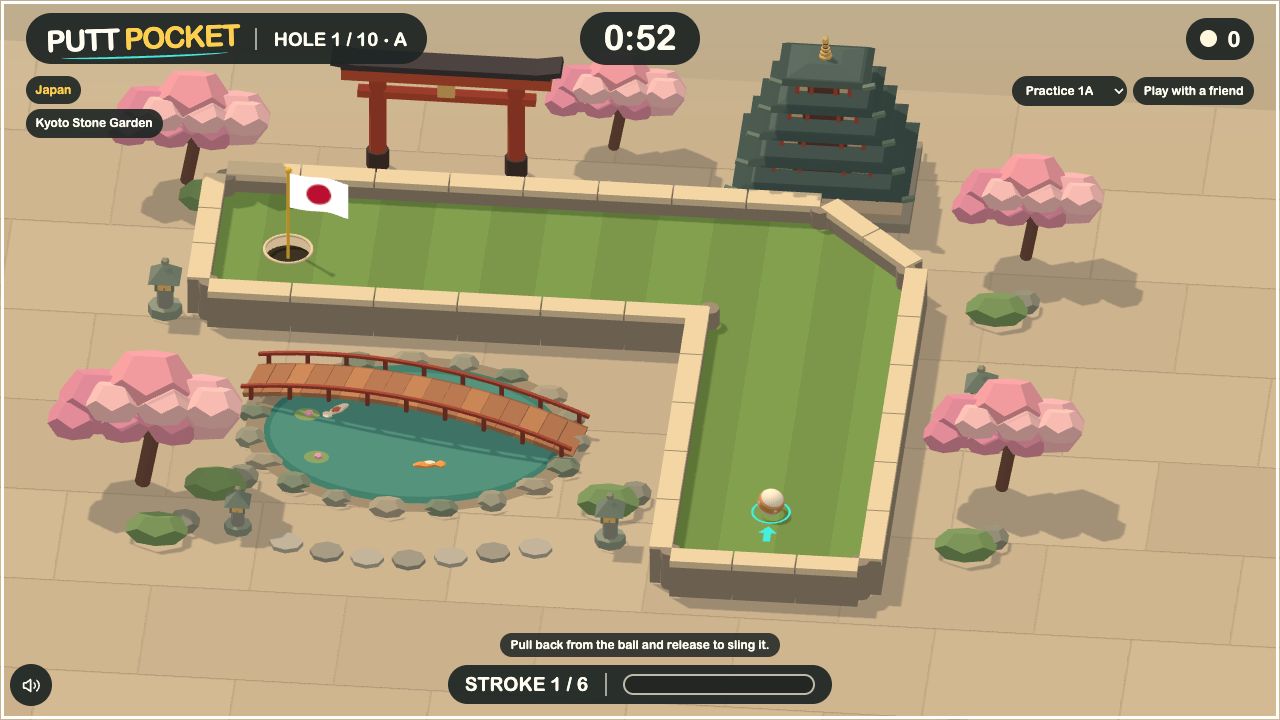 PUTT POCKET HOLE 1 / 10 · A
0:52
0
Japan
Kyoto Stone Garden
Practice 1A
Play with a friend
Pull back from the ball and release to sling it.
STROKE 1 / 6